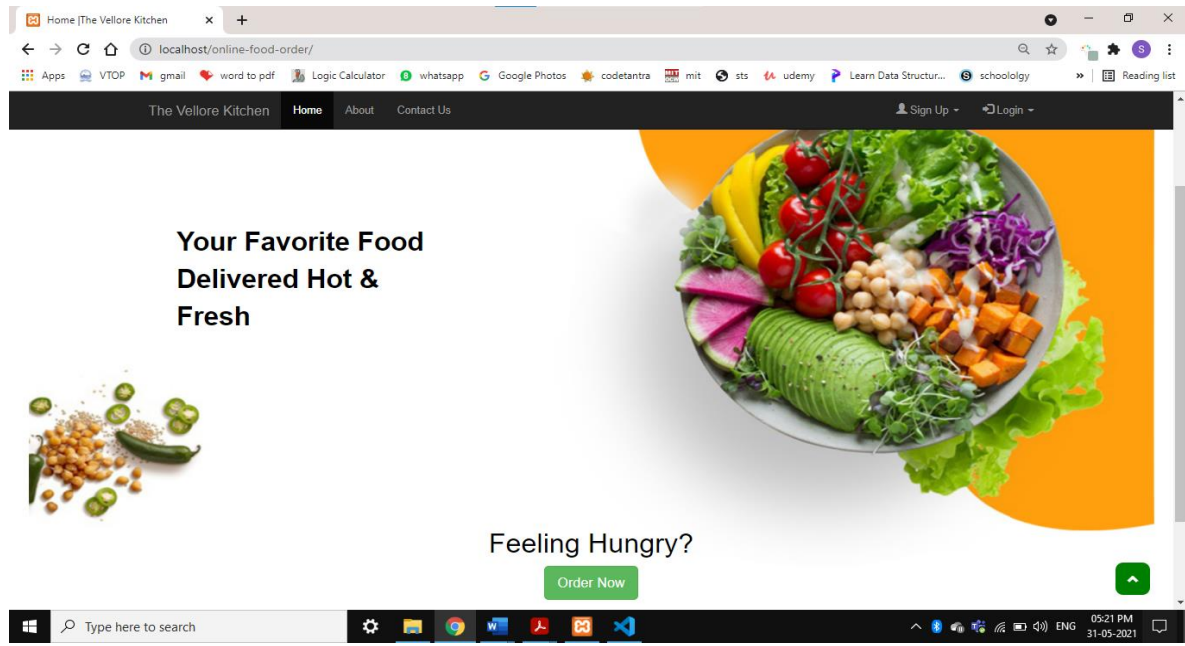 Home |The Vellore Kitchen
localhost/online-food-order/
S
Apps VTOP gmail word to pdf Logic Calculator whatsapp Google Photos codetantra mit sts udemy Learn Data Structur... schoololgy » Reading list
The Vellore Kitchen Home About Contact Us Sign Up Login
Your Favorite Food
Delivered Hot &
Fresh
Feeling Hungry?
Order Now
Type here to search
ENG
05:21 PM
31-05-2021